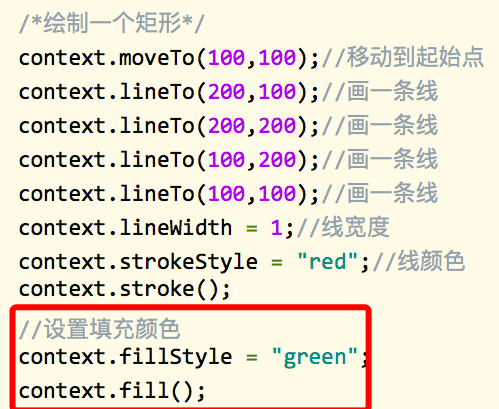 /*绘制一个矩形*/
context.moveTo(100,100);//移动到起始点
context.lineTo(200,100);//画一条线
context.lineTo(200,200);//画一条线
context.lineTo(100,200);//画一条线
context.lineTo(100,100);//画一条线
context.lineWidth = 1;//线宽度
context.strokeStyle = "red";//线颜色
context.stroke();
//设置填充颜色
context.fillStyle = "green";
context.fill();